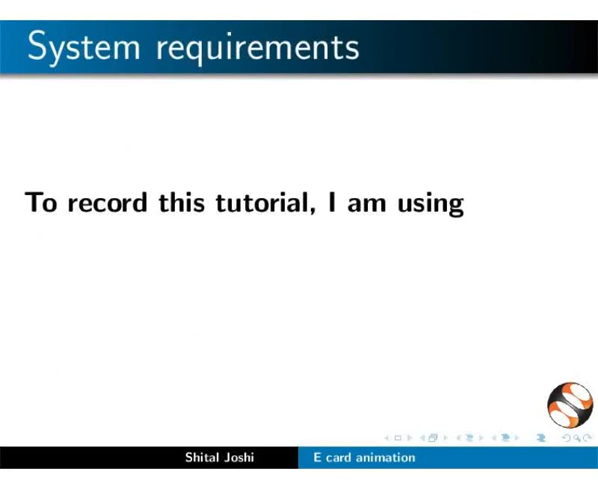 System requirements
To record this tutorial, I am using
Shital Joshi
E card animation